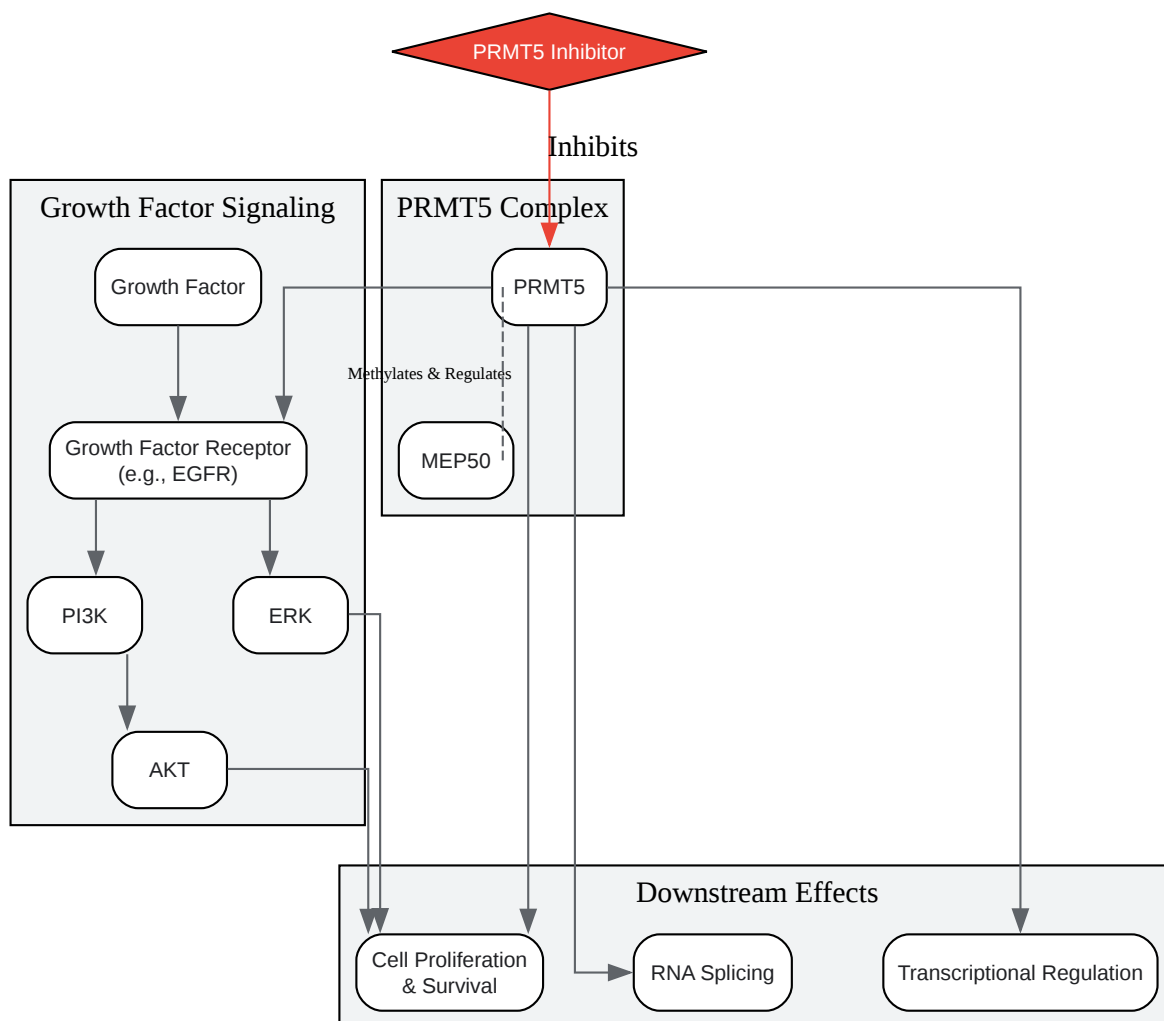 PRMT5 Inhibitor
Inhibits
Growth Factor Signaling
PRMT5 Complex
Growth Factor
PRMT5
Methylates & Regulates
Growth Factor Receptor
(e.g., EGFR)
MEP50
PI3K
ERK
AKT
Downstream Effects
Cell Proliferation
& Survival
RNA Splicing
Transcriptional Regulation